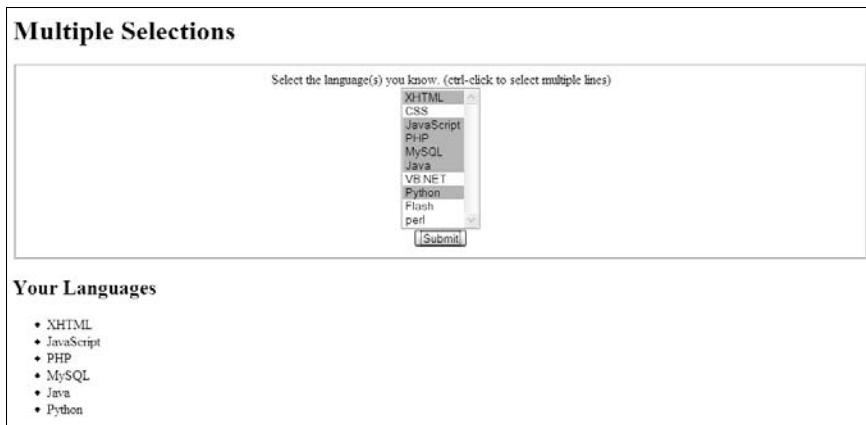 Multiple Selections
Select the language(s) you know. (ctrl-click to select multiple lines)
XHTML
CSS
JavaScript
PHP
MySQL
Java
VB.NET
Python
Flash
perl
Submit
Your Languages
• XHTML
• JavaScript
• PHP
• MySQL
• Java
• Python